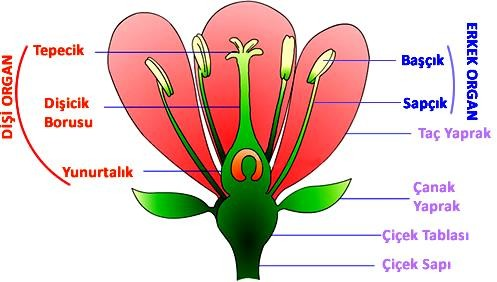 DİŞİ ORGAN
Tepecik
Dişicik
Borusu
Yunurtalık
ERKEK ORGAN
Başçık
Sapçık
Taç Yaprak
Çanak
Yaprak
Çiçek Tablası
Çiçek Sapı